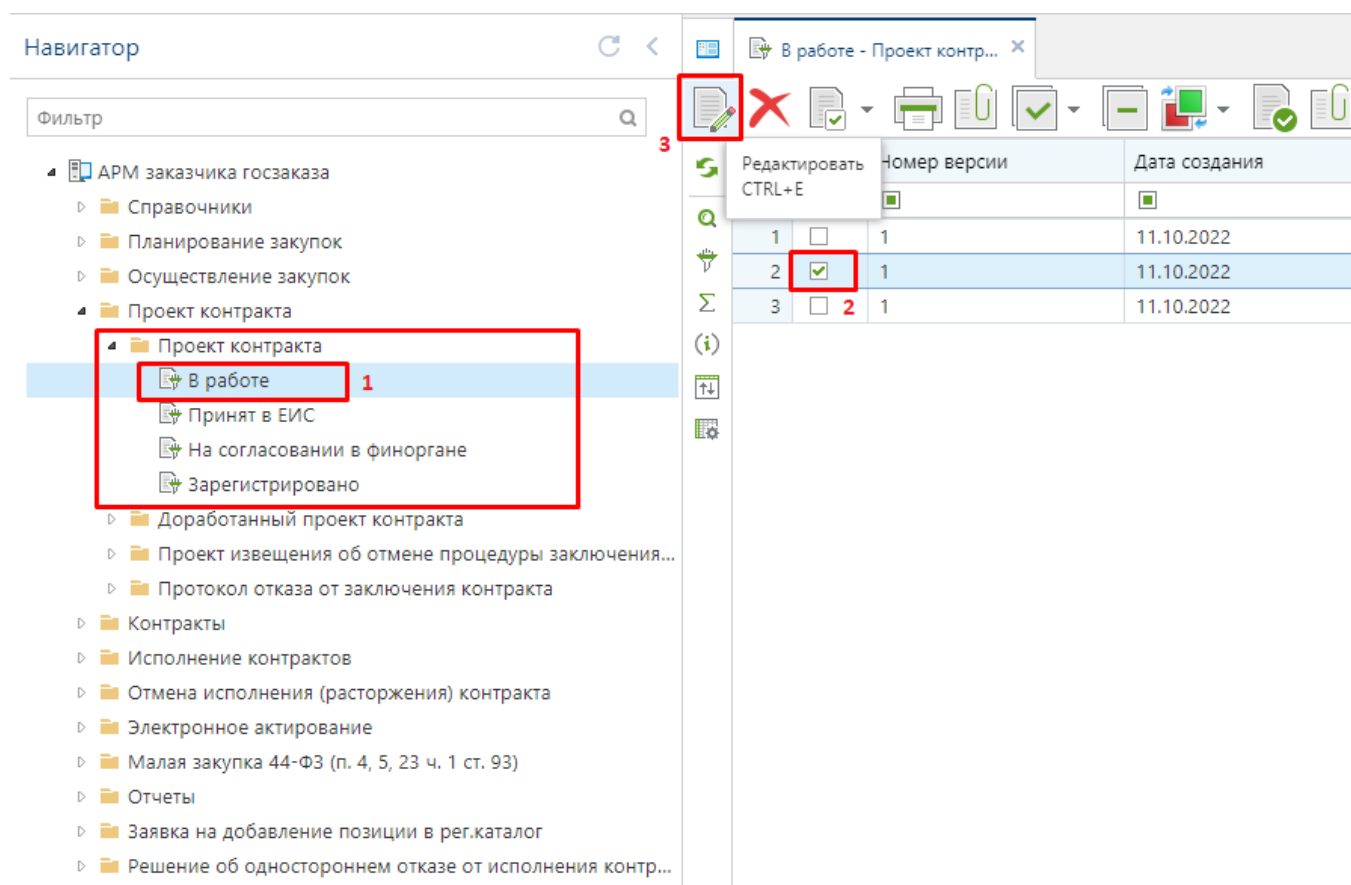 Навигатор
Фильтр
АРМ заказчика госзаказа
Справочники
Планирование закупок
Осуществление закупок
Проект контракта
Проект контракта
В работе 1
Принят в ЕИС
На согласовании в финоргане
Зарегистрировано
Доработанный проект контракта
Проект извещения об отмене процедуры заключения...
Протокол отказа от заключения контракта
Контракты
Исполнение контрактов
Отмена исполнения (расторжения) контракта
Электронное актирование
Малая закупка 44-ФЗ (п. 4, 5, 23 ч. 1 ст. 93)
Отчеты
Заявка на добавление позиции в рег.каталог
Решение об одностороннем отказе от исполнения контр...
В работе - Проект контр...
3
Редактировать
CTRL+E
Номер версии Дата создания
1 1 11.10.2022
2 1 11.10.2022
3 2 1 11.10.2022